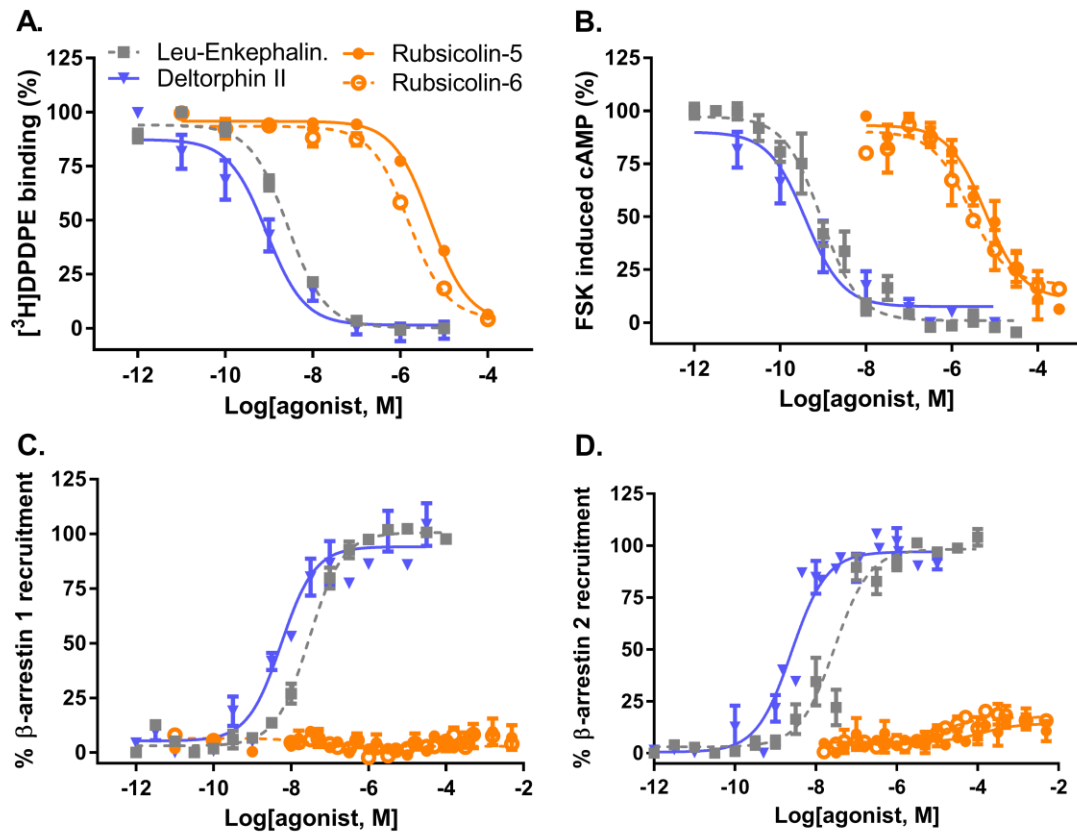 A.
Leu-Enkephalin.
Deltorphin II
Rubsicolin-5
Rubsicolin-6
[³H]DPDPE binding (%)
125
100
75
50
25
0
-12 -10 -8 -6 -4
Log[agonist, M]
B.
FSK induced cAMP (%)
125
100
75
50
25
0
-12 -10 -8 -6 -4
Log[agonist, M]
C.
% β-arrestin 1 recruitment
125
100
75
50
25
0
-12 -10 -8 -6 -4 -2
Log[agonist, M]
D.
% β-arrestin 2 recruitment
125
100
75
50
25
0
-12 -10 -8 -6 -4 -2
Log[agonist, M]